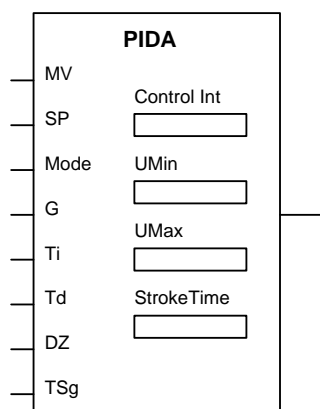 PIDA
MV
Control Int
SP
Mode
UMin
G
UMax
Ti
Td
StrokeTime
DZ
TSg